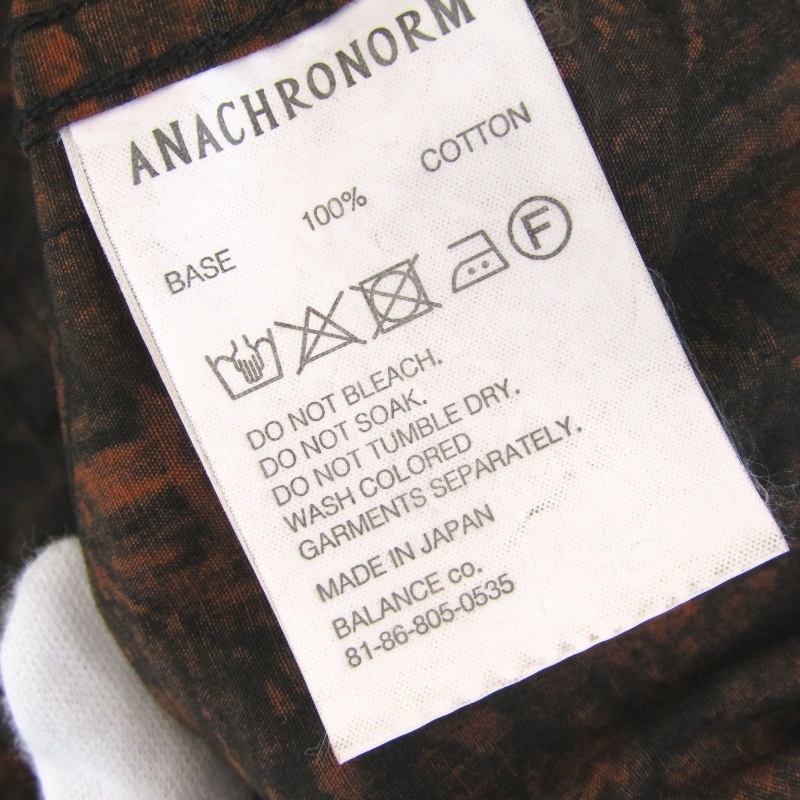 ANACHRONORM
BASE 100% COTTON
F
DO NOT BLEACH.
DO NOT SOAK.
DO NOT TUMBLE DRY.
WASH COLORED
GARMENTS SEPARATELY.
MADE IN JAPAN
BALANCE co.
81-86-805-0535